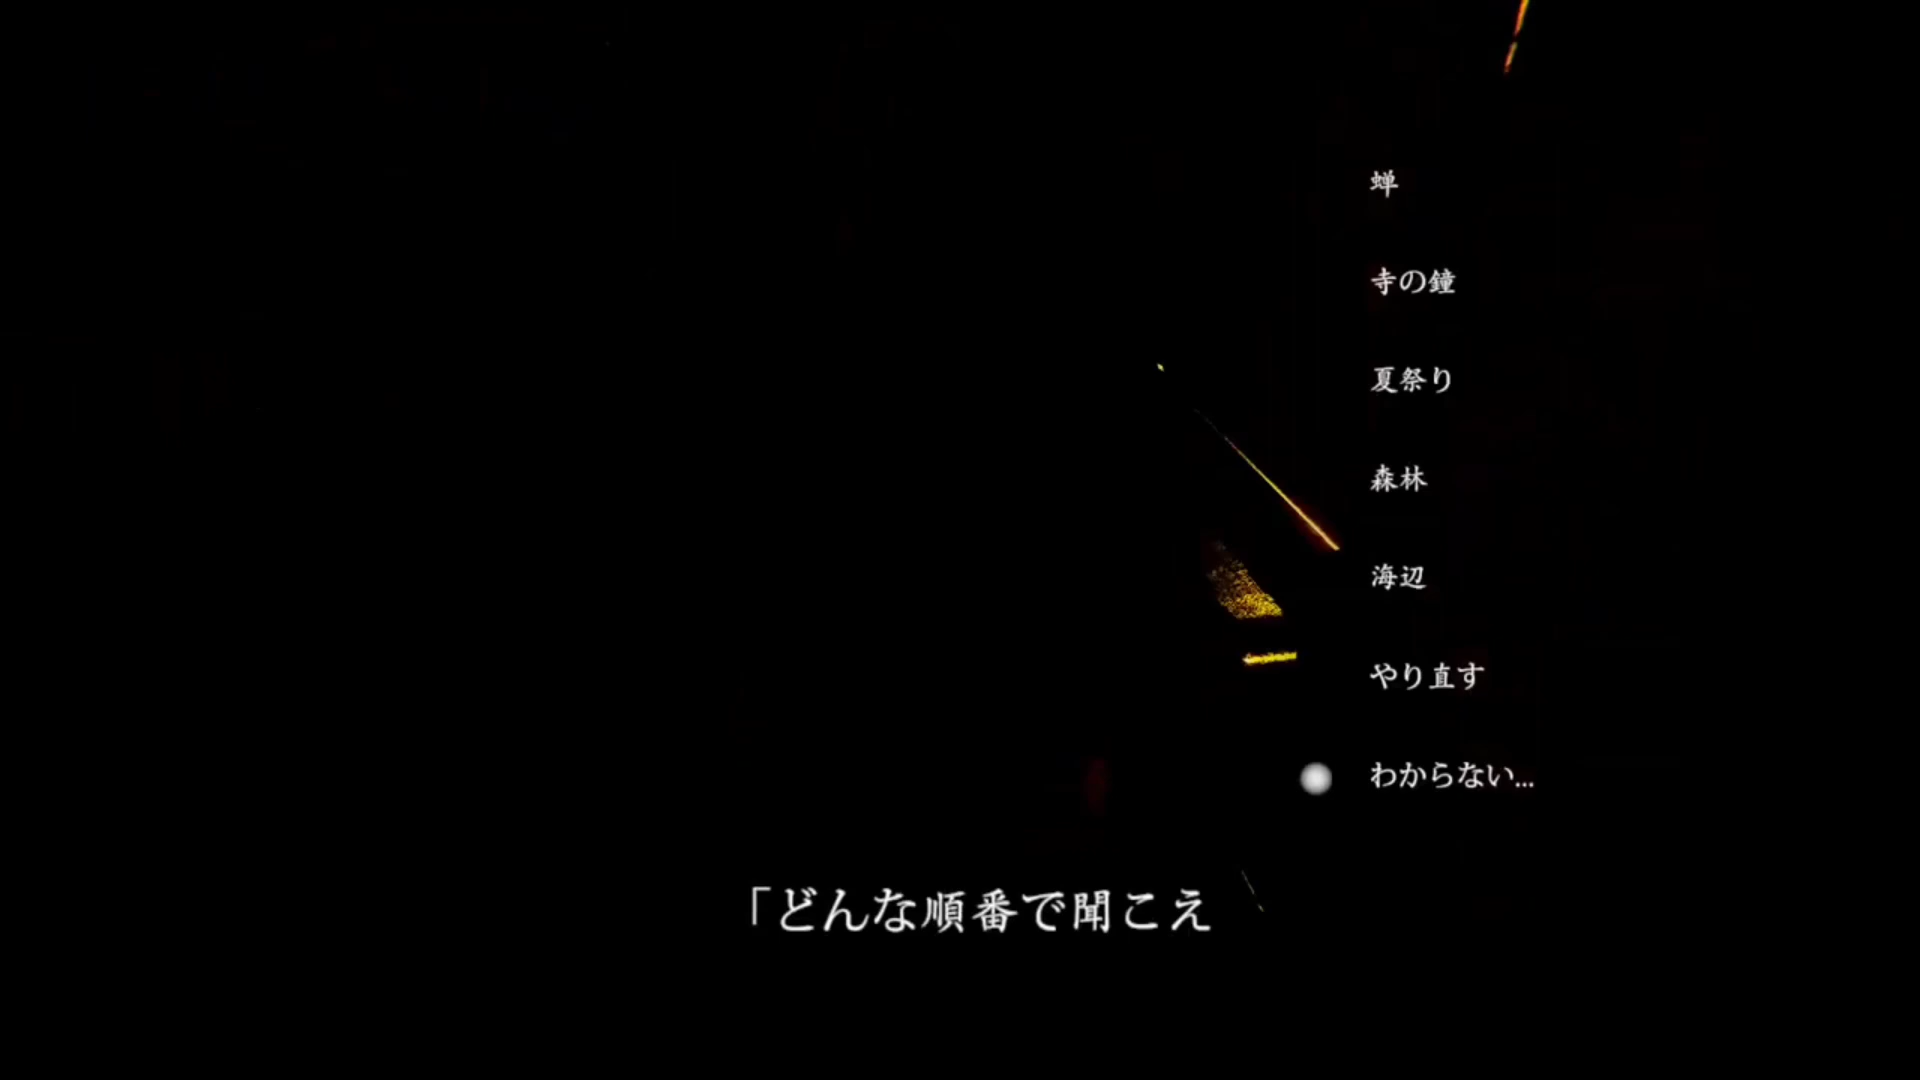 蝉
寺の鐘
夏祭り
森林
海辺
やり直す
わからない...
「どんな順番で聞こえ